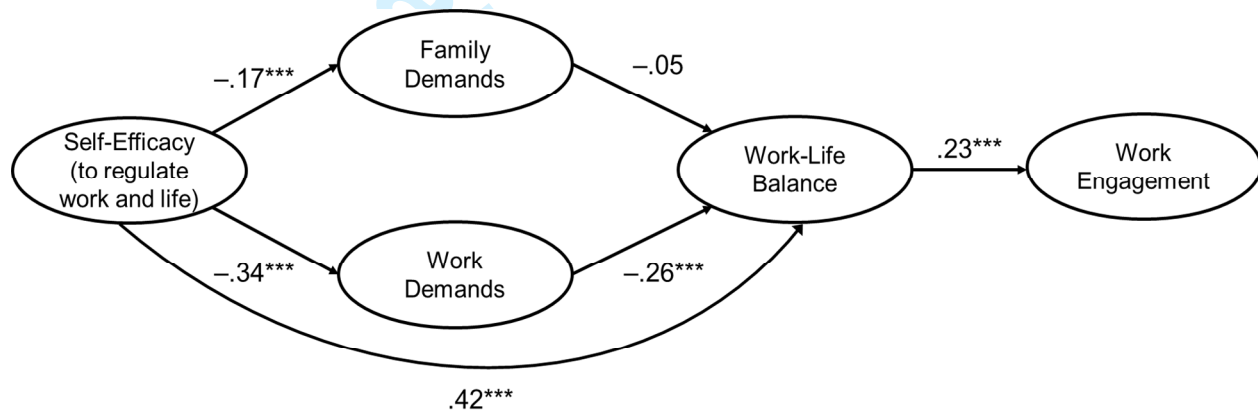 Family
Demands
–.17***
–.05
Self-Efficacy
(to regulate
work and life)
Work-Life
Balance
.23***
Work
Engagement
–.34***
Work
Demands
–.26***
.42***